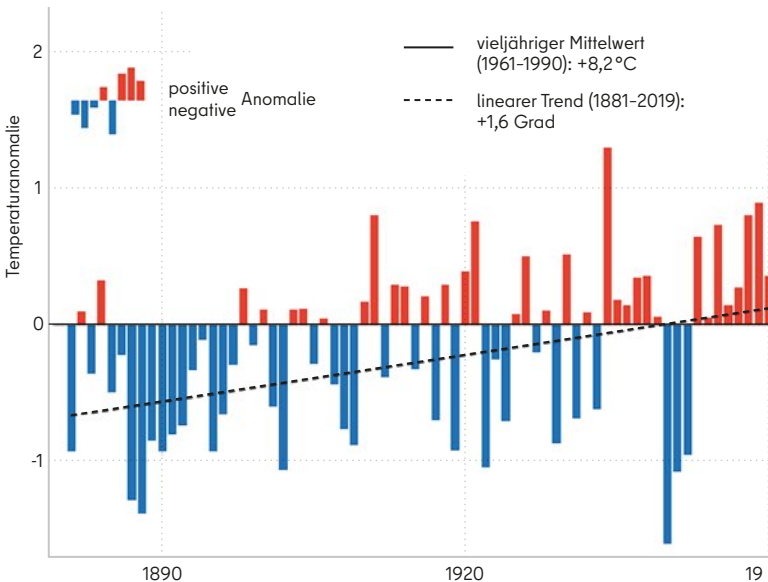 2
positive
negative Anomalie
vieljähriger Mittelwert
(1961-1990): +8,2°C
linearer Trend (1881-2019):
+1,6 Grad
Temperaturanomalie
1
0
-1
1890 1920 19